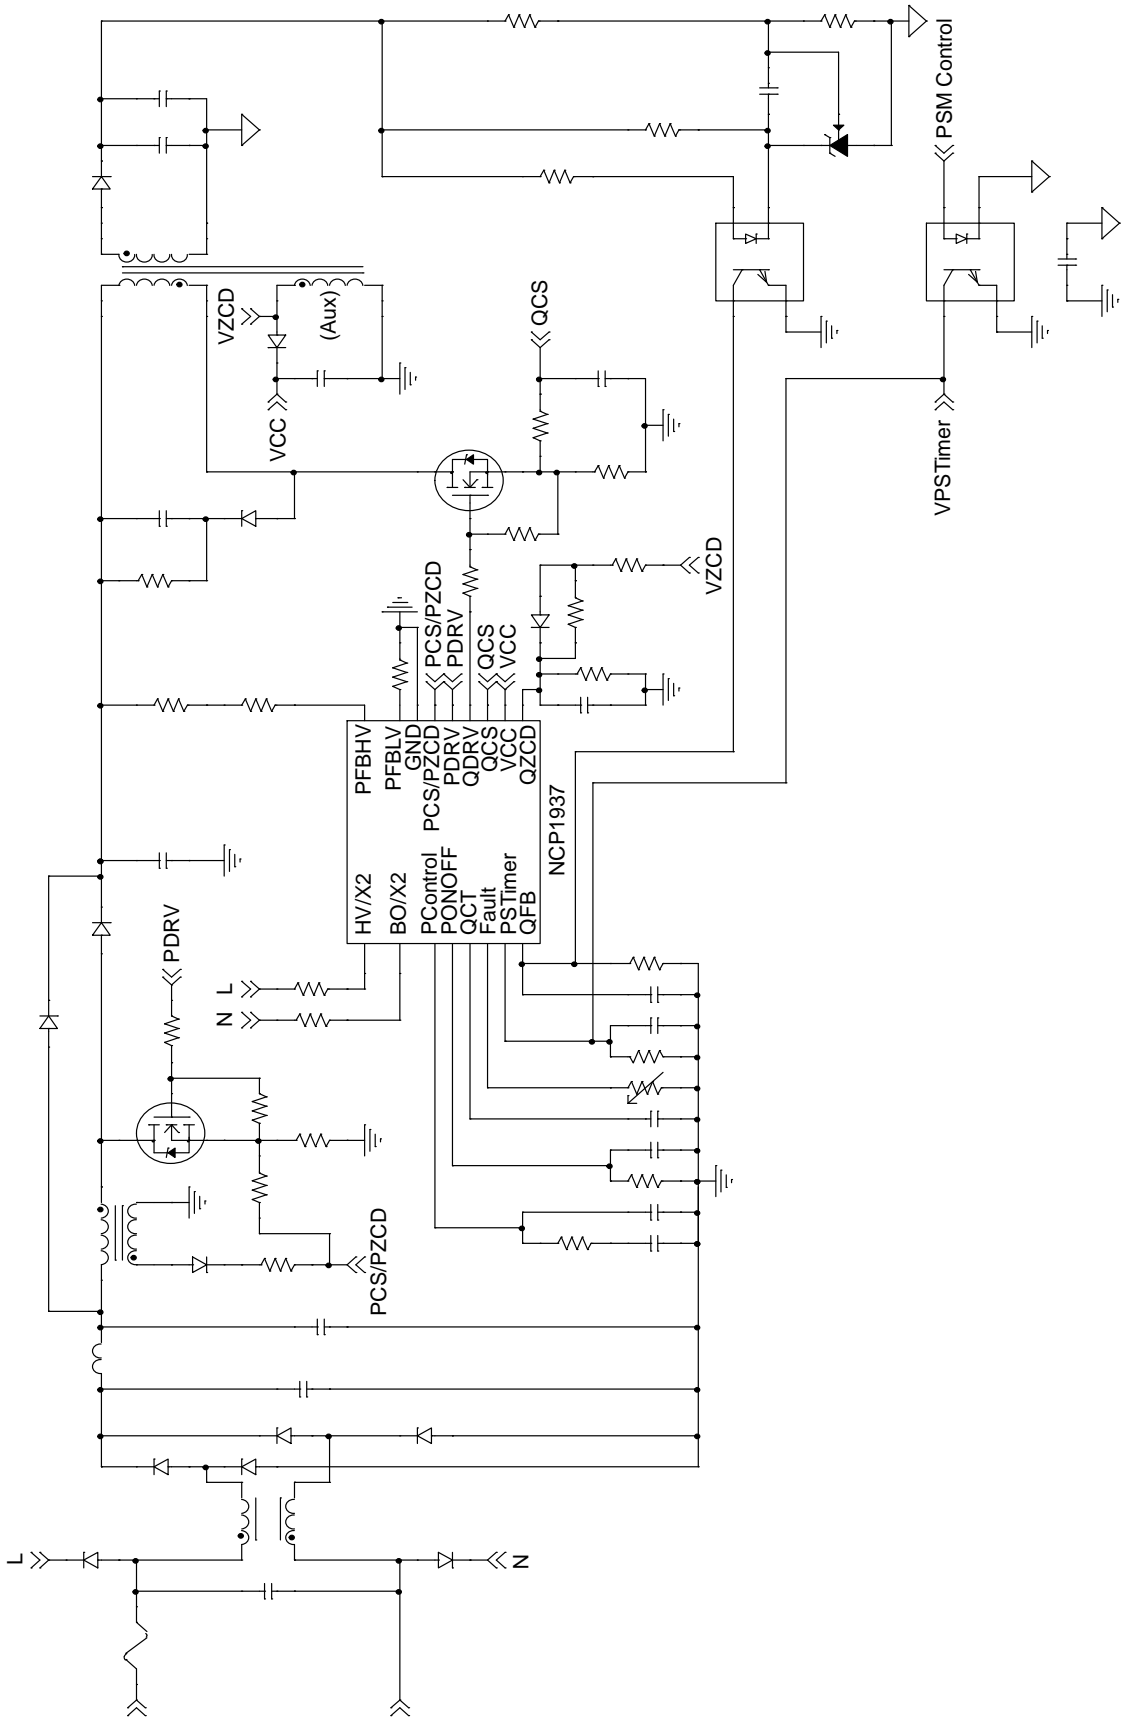 L
N
PCS/PZCD
PDRV
L
N
HV/X2
BO/X2
PControl
PONOFF
QCT
Fault
PSTimer
QFB
PFBHV
PFBLV
GND
PCS/PZCD
PDRV
QDRV
QCS
VCC
QZCD
NCP1937
PCS/PZCD
PDRV
QCS
VCC
VZCD
VCC
VZCD
(Aux)
QCS
VPSTimer
PSM Control